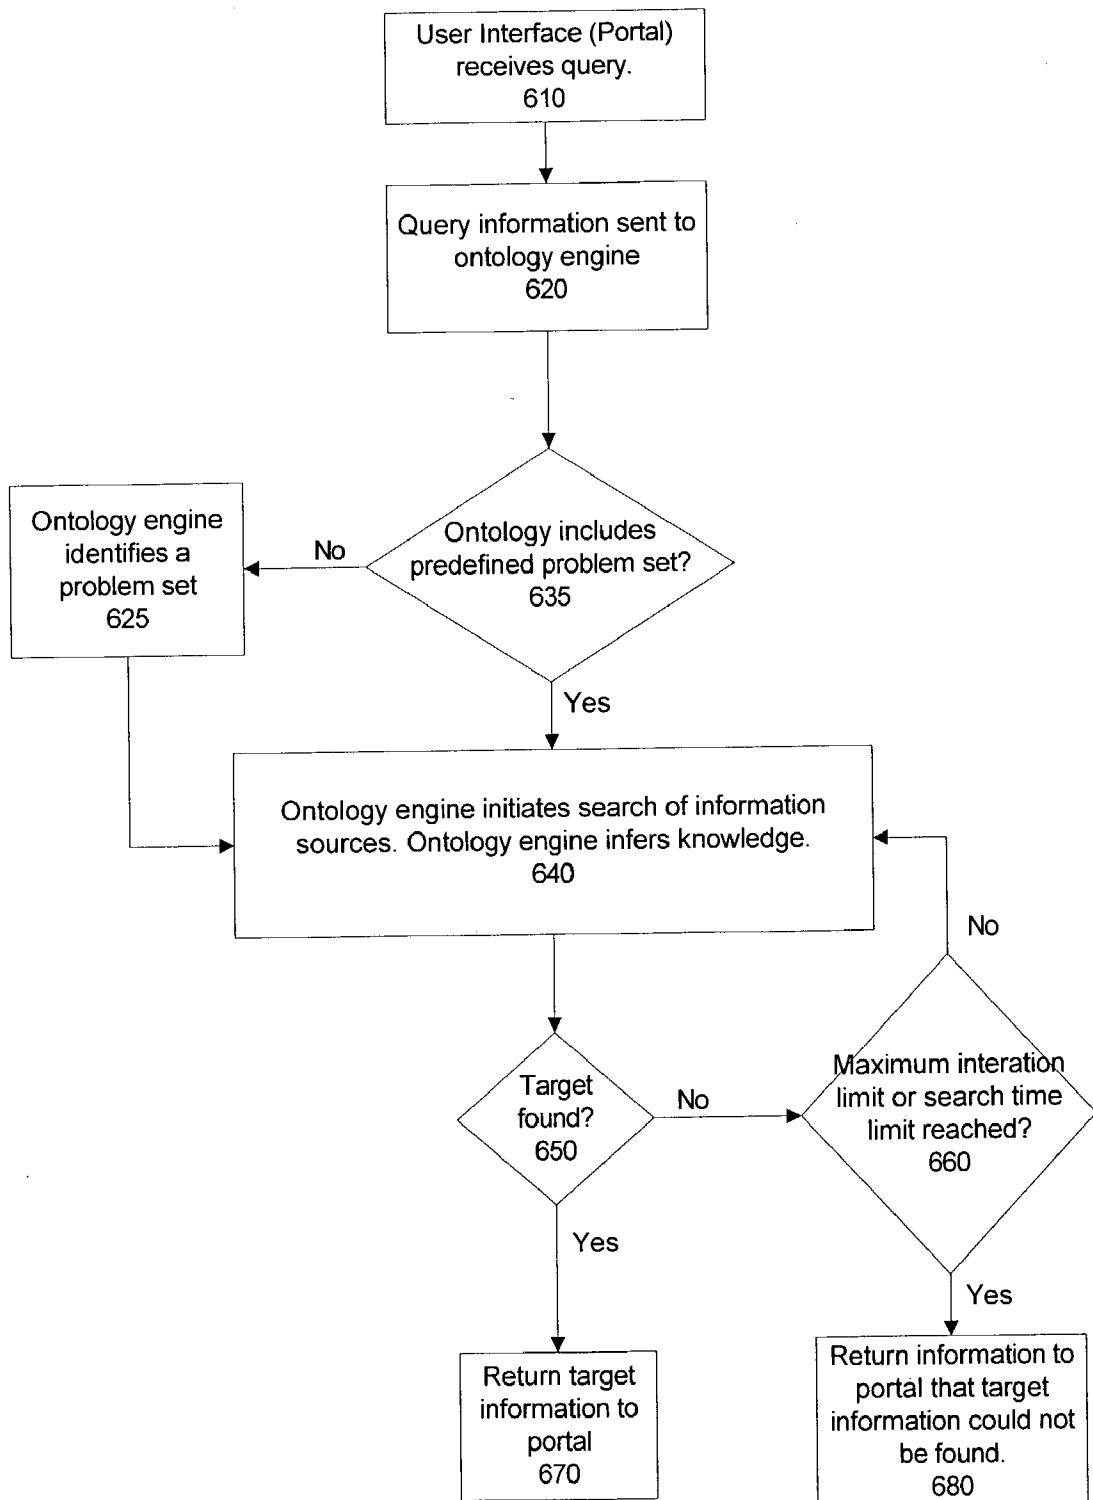 User Interface (Portal)
receives query.
610
Query information sent to
ontology engine
620
Ontology includes
predefined problem set?
635
No
Ontology engine
identifies a
problem set
625
Yes
Ontology engine initiates search of information
sources. Ontology engine infers knowledge.
640
No
Target
found?
650
No
Maximum interation
limit or search time
limit reached?
660
Yes
Yes
Return target
information to
portal
670
Return information to
portal that target
information could not
be found.
680